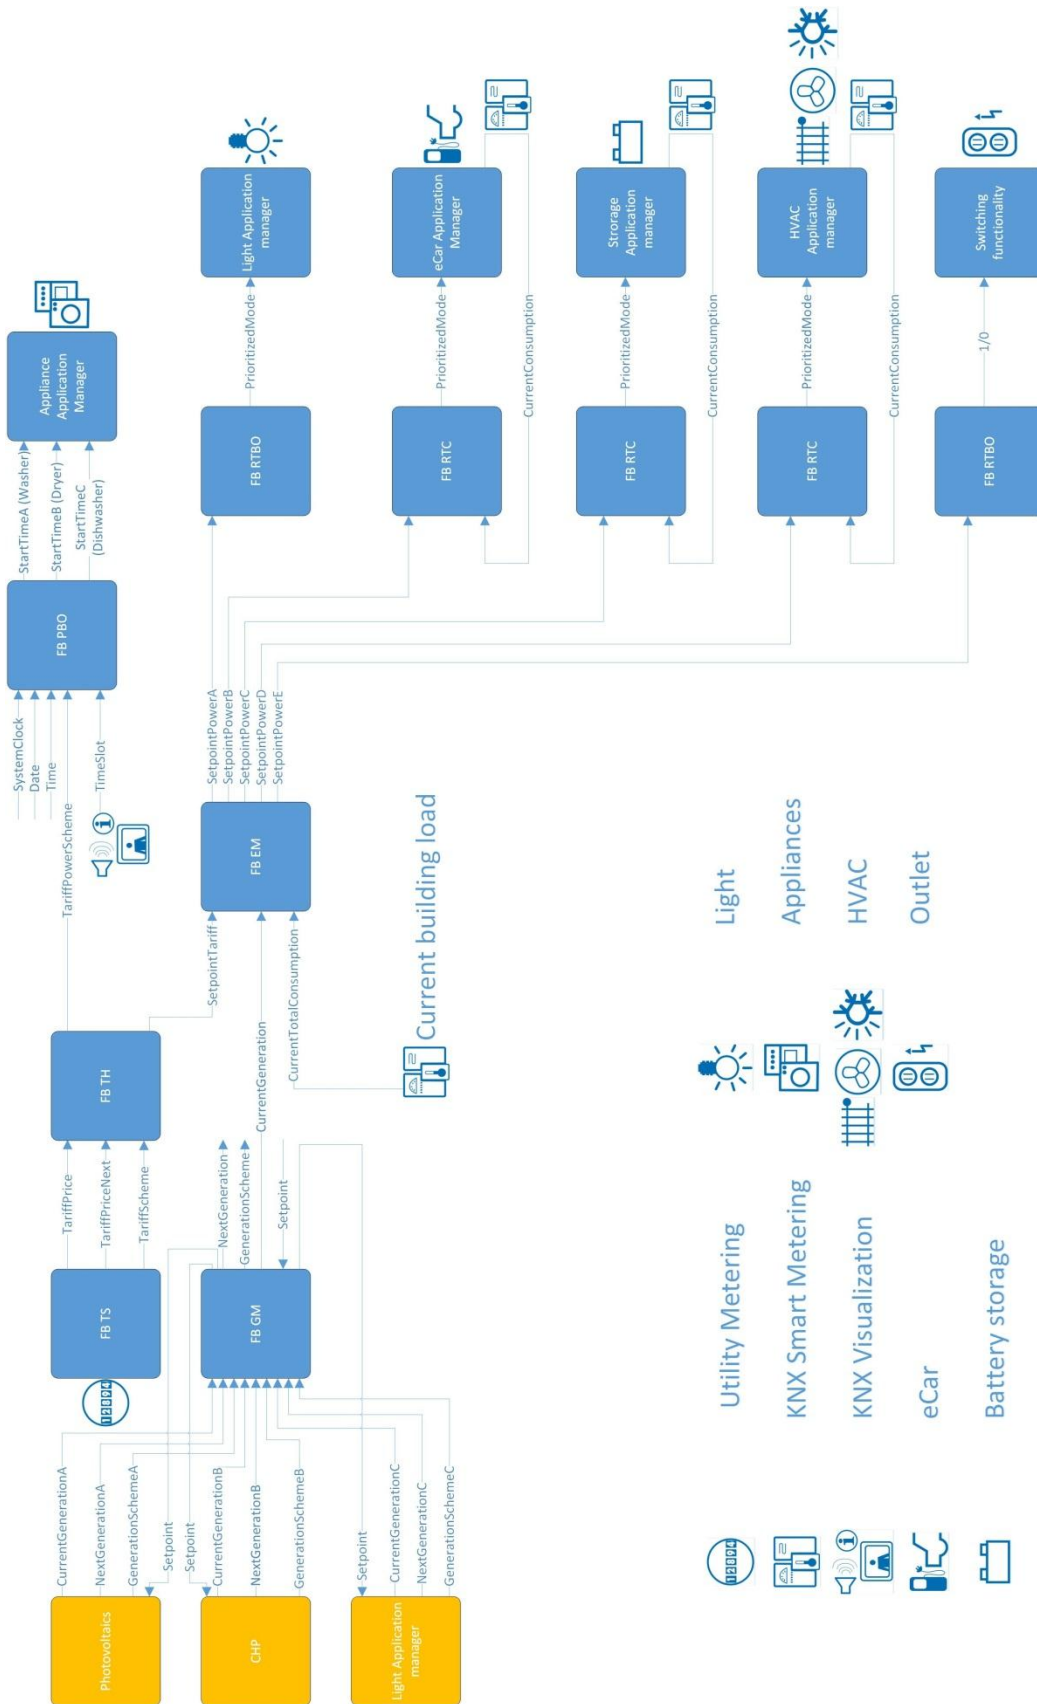 Photovoltaics
CHP
Light Application
manager
CurrentGenerationA
NextGenerationA
GenerationSchemeA
Setpoint
Setpoint
CurrentGenerationB
NextGenerationB
GenerationSchemeB
Setpoint
CurrentGenerationC
NextGenerationC
GenerationSchemeC
FB TS
FB GM
TariffPrice
TariffPriceNext
TariffScheme
NextGeneration
GenerationScheme
Setpoint
FB TH
CurrentGeneration
CurrentTotalConsumption
SetpointTariff
Current building load
TariffPowerScheme
SystemClock
Date
Time
TimeSlot
FB EM
FB PBO
StartTimeA (Washer)
StartTimeB (Dryer)
StartTimeC
(Dishwasher)
Appliance
Application
Manager
SetpointPowerA
SetpointPowerB
SetpointPowerC
SetpointPowerD
SetpointPowerE
FB RTBO
PrioritizedMode
Light Application
manager
FB RTC
PrioritizedMode
eCar Application
Manager
CurrentConsumption
FB RTC
PrioritizedMode
Strorage
Application
manager
CurrentConsumption
FB RTC
PrioritizedMode
HVAC
Application
manager
CurrentConsumption
FB RTBO
1/0
Switching
functionality
Utility Metering
KNX Smart Metering
KNX Visualization
eCar
Battery storage
Light
Appliances
HVAC
Outlet